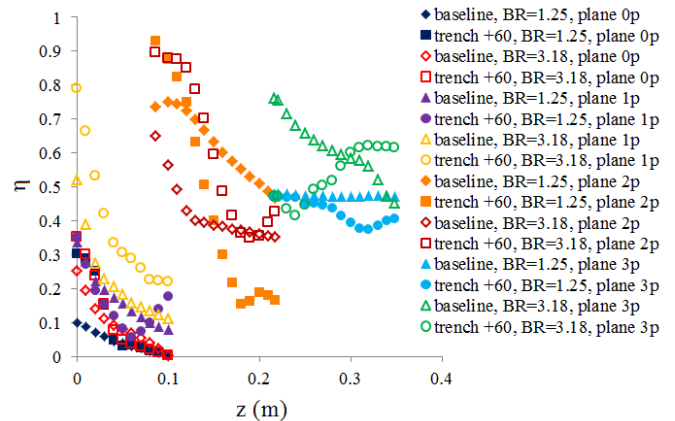 1
0.9
0.8
0.7
0.6
0.5
0.4
0.3
0.2
0.1
0
η
0
0.1
0.2
0.3
0.4
z (m)
baseline, BR=1.25, plane 0p
trench +60, BR=1.25, plane 0p
baseline, BR=3.18, plane 0p
trench +60, BR=3.18, plane 0p
baseline, BR=1.25, plane 1p
trench +60, BR=1.25, plane 1p
baseline, BR=3.18, plane 1p
trench +60, BR=3.18, plane 1p
baseline, BR=1.25, plane 2p
trench +60, BR=1.25, plane 2p
baseline, BR=3.18, plane 2p
trench +60, BR=3.18, plane 2p
baseline, BR=1.25, plane 3p
trench +60, BR=1.25, plane 3p
baseline, BR=3.18, plane 3p
trench +60, BR=3.18, plane 3p